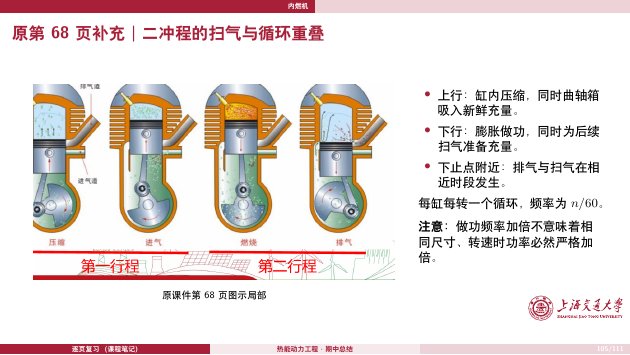 内燃机
原第 68 页补充 | 二冲程的扫气与循环重叠
排气道
进气道
压缩
进气
燃烧
排气
第一行程
第二行程
原课件第 68 页图示局部
• 上行：缸内压缩，同时曲轴箱
吸入新鲜充量。
• 下行：膨胀做功，同时为后续
扫气准备充量。
• 下止点附近：排气与扫气在相
近时段发生。
每缸每转一个循环，频率为 n/60。
注意：做功频率加倍不意味着相
同尺寸、转速时功率必然严格加
倍。
上海交通大学
SHANGHAI JIAO TONG UNIVERSITY
逐页复习（课程笔记）
热能动力工程 · 期中总结
105/111